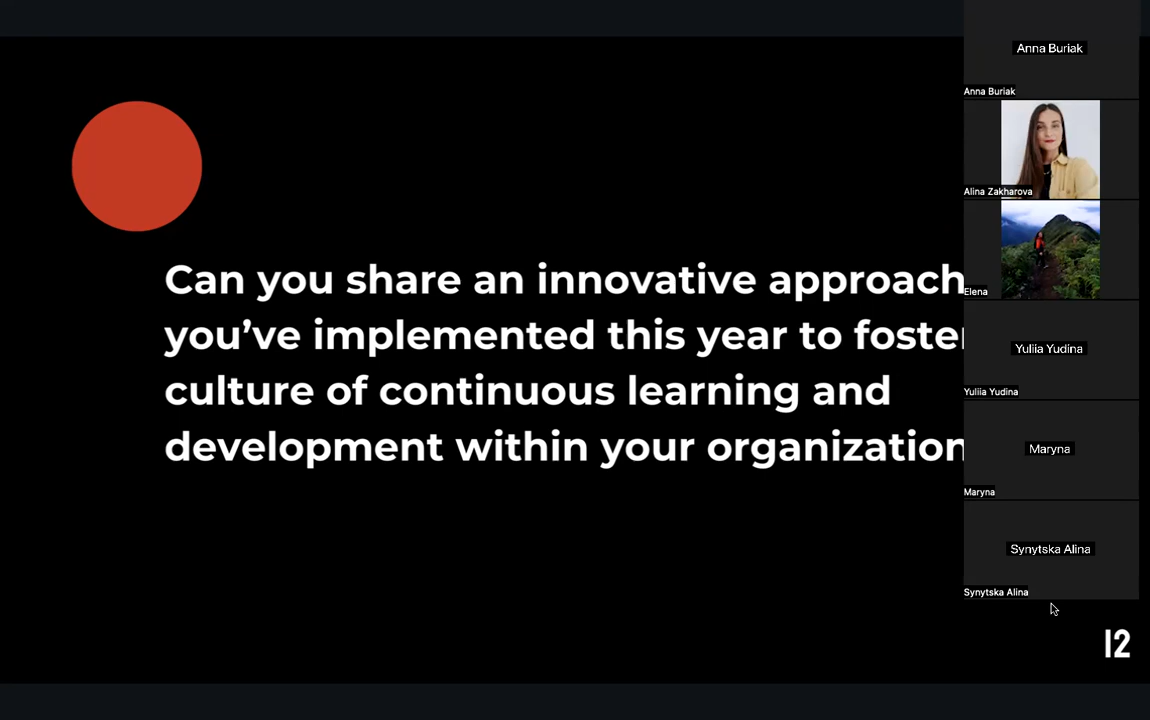 Can you share an innovative approach
you’ve implemented this year to foster
culture of continuous learning and
development within your organization
12
Anna Buriak
Anna Buriak
Alina Zakharova
Elena
Yuliia Yudina
Yuliia Yudina
Maryna
Maryna
Synytska Alina
Synytska Alina